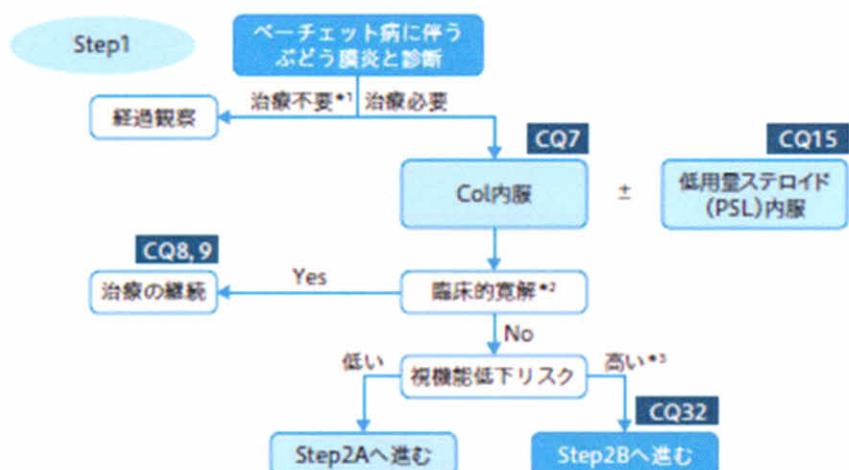 Step1
ベーチェット病に伴う
ぶどう膜炎と診断
治療不要*1
治療必要
経過観察
CQ7
CQ15
Col内服
±
低用量ステロイド
(PSL)内服
CQ8, 9
治療の継続
Yes
臨床的寛解*2
No
低い
視機能低下リスク
高い*3
CQ32
Step2Aへ進む
Step2Bへ進む